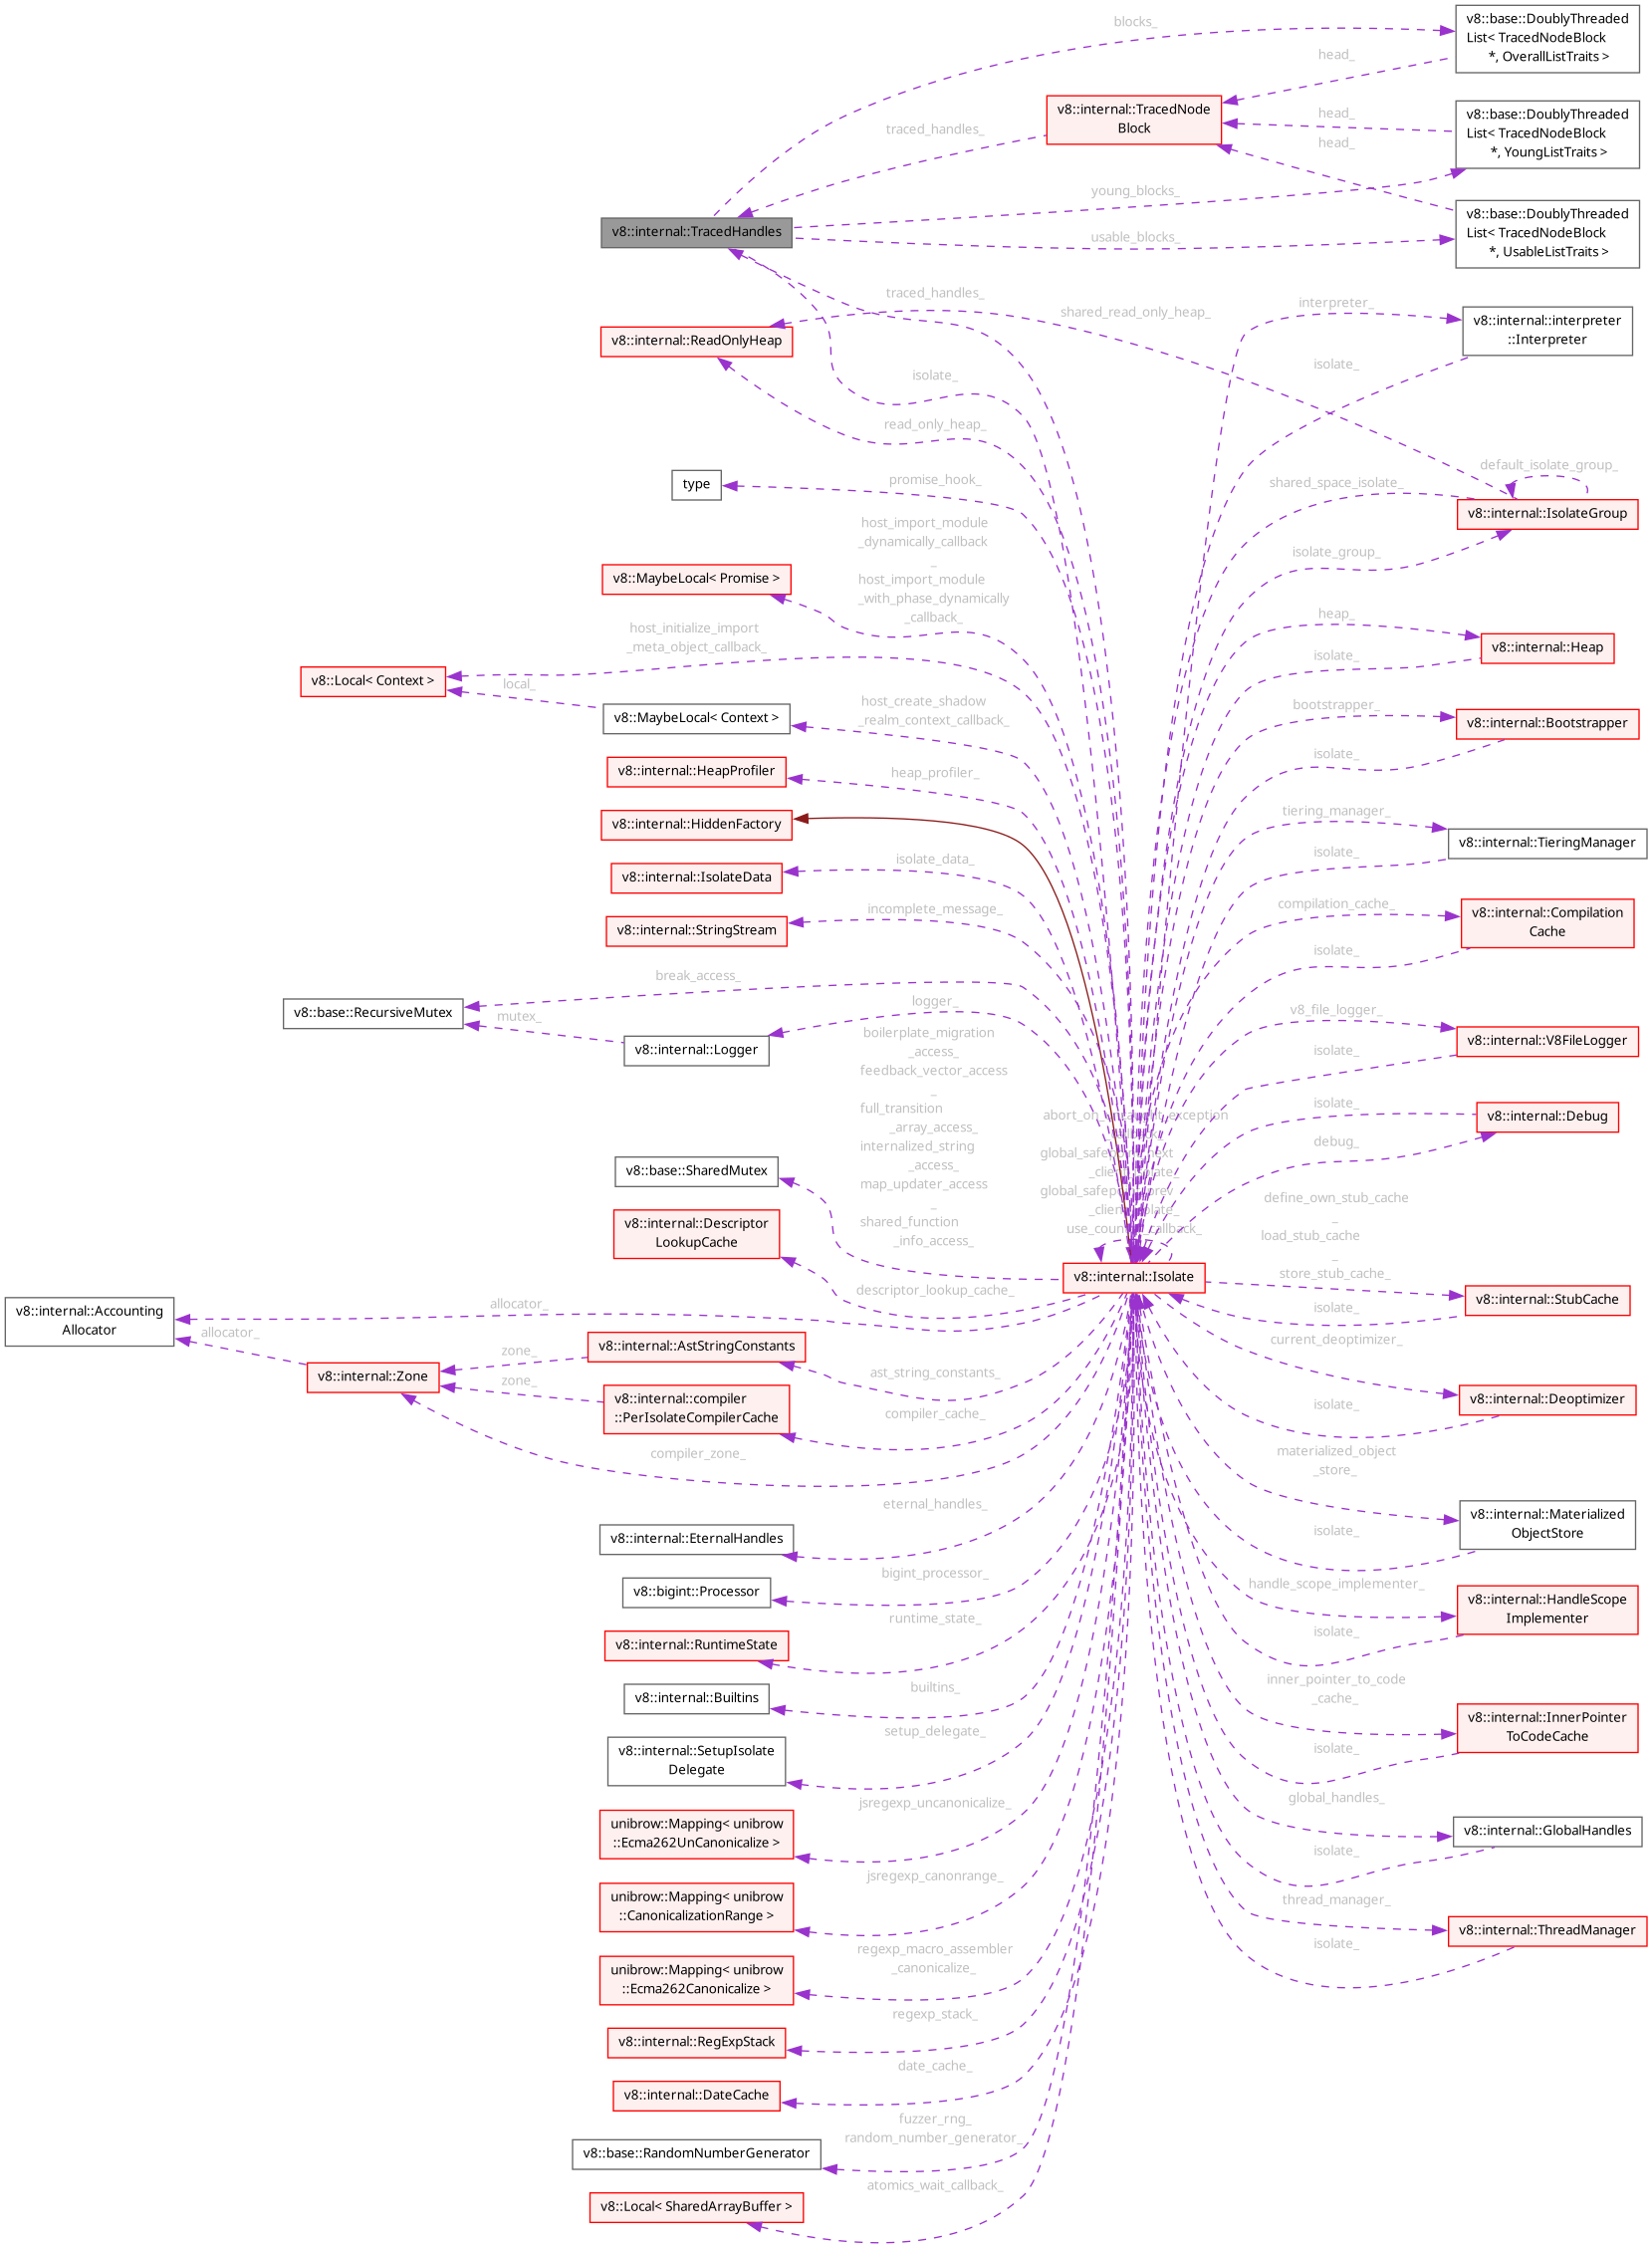 blocks_
v8::base::DoublyThreaded
List< TracedNodeBlock
*, OverallListTraits >
head_
v8::internal::TracedNode
Block
traced_handles_
head_
v8::base::DoublyThreaded
List< TracedNodeBlock
*, YoungListTraits >
head_
young_blocks_
v8::internal::TracedHandles
usable_blocks_
v8::base::DoublyThreaded
List< TracedNodeBlock
*, UsableListTraits >
traced_handles_
shared_read_only_heap_
interpreter_
v8::internal::interpreter
::Interpreter
v8::internal::ReadOnlyHeap
isolate_
isolate_
read_only_heap_
default_isolate_group_
type
promise_hook_
shared_space_isolate_
v8::internal::IsolateGroup
host_import_module
_dynamically_callback
_
host_import_module
_with_phase_dynamically
_callback_
isolate_group_
v8::MaybeLocal< Promise >
heap_
v8::internal::Heap
isolate_
host_initialize_import
_meta_object_callback_
v8::Local< Context >
local_
v8::MaybeLocal< Context >
host_create_shadow
_realm_context_callback_
bootstrapper_
v8::internal::Bootstrapper
isolate_
v8::internal::HeapProfiler
heap_profiler_
v8::internal::HiddenFactory
tiering_manager_
v8::internal::TieringManager
isolate_
v8::internal::IsolateData
isolate_data_
v8::internal::StringStream
incomplete_message_
compilation_cache_
v8::internal::Compilation
Cache
isolate_
break_access_
v8::base::RecursiveMutex
mutex_
v8::internal::Logger
logger_
v8_file_logger_
v8::internal::V8FileLogger
isolate_
boilerplate_migration
_access_
feedback_vector_access
_
full_transition
_array_access_
internalized_string
_access_
map_updater_access
_
shared_function
_info_access_
isolate_
v8::internal::Debug
debug_
v8::base::SharedMutex
v8::internal::Descriptor
LookupCache
descriptor_lookup_cache_
v8::internal::Isolate
define_own_stub_cache
_
load_stub_cache
_
store_stub_cache_
v8::internal::StubCache
isolate_
v8::internal::Accounting
Allocator
allocator_
allocator_
v8::internal::Zone
zone_
v8::internal::AstStringConstants
ast_string_constants_
zone_
v8::internal::compiler
::PerIsolateCompilerCache
compiler_cache_
compiler_zone_
current_deoptimizer_
v8::internal::Deoptimizer
isolate_
materialized_object
_store_
v8::internal::Materialized
ObjectStore
isolate_
eternal_handles_
v8::internal::EternalHandles
bigint_processor_
v8::bigint::Processor
handle_scope_implementer_
v8::internal::HandleScope
Implementer
isolate_
runtime_state_
v8::internal::RuntimeState
builtins_
v8::internal::Builtins
inner_pointer_to_code
_cache_
v8::internal::InnerPointer
ToCodeCache
isolate_
setup_delegate_
v8::internal::SetupIsolate
Delegate
jsregexp_uncanonicalize_
unibrow::Mapping< unibrow
::Ecma262UnCanonicalize >
global_handles_
v8::internal::GlobalHandles
isolate_
jsregexp_canonrange_
unibrow::Mapping< unibrow
::CanonicalizationRange >
thread_manager_
v8::internal::ThreadManager
isolate_
regexp_macro_assembler
_canonicalize_
unibrow::Mapping< unibrow
::Ecma262Canonicalize >
regexp_stack_
v8::internal::RegExpStack
date_cache_
v8::internal::DateCache
fuzzer_rng_
random_number_generator_
v8::base::RandomNumberGenerator
atomics_wait_callback_
v8::Local< SharedArrayBuffer >